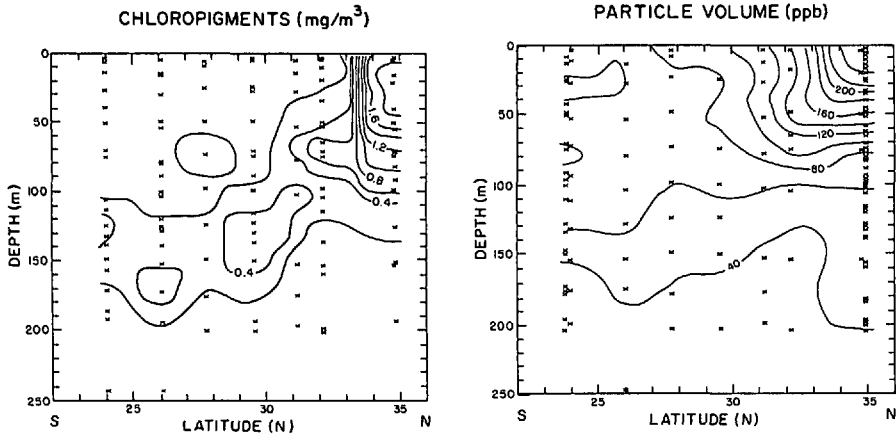 CHLOROPIGMENTS (mg/m³)
0
50
100
150
200
250
DEPTH (m)
1.6
1.2
0.8
0.4
0.4
S
25
30
35
N
LATITUDE (N)
PARTICLE VOLUME (ppb)
0
50
100
150
200
250
DEPTH (m)
200
160
120
80
40
S
25
30
35
N
LATITUDE (N)